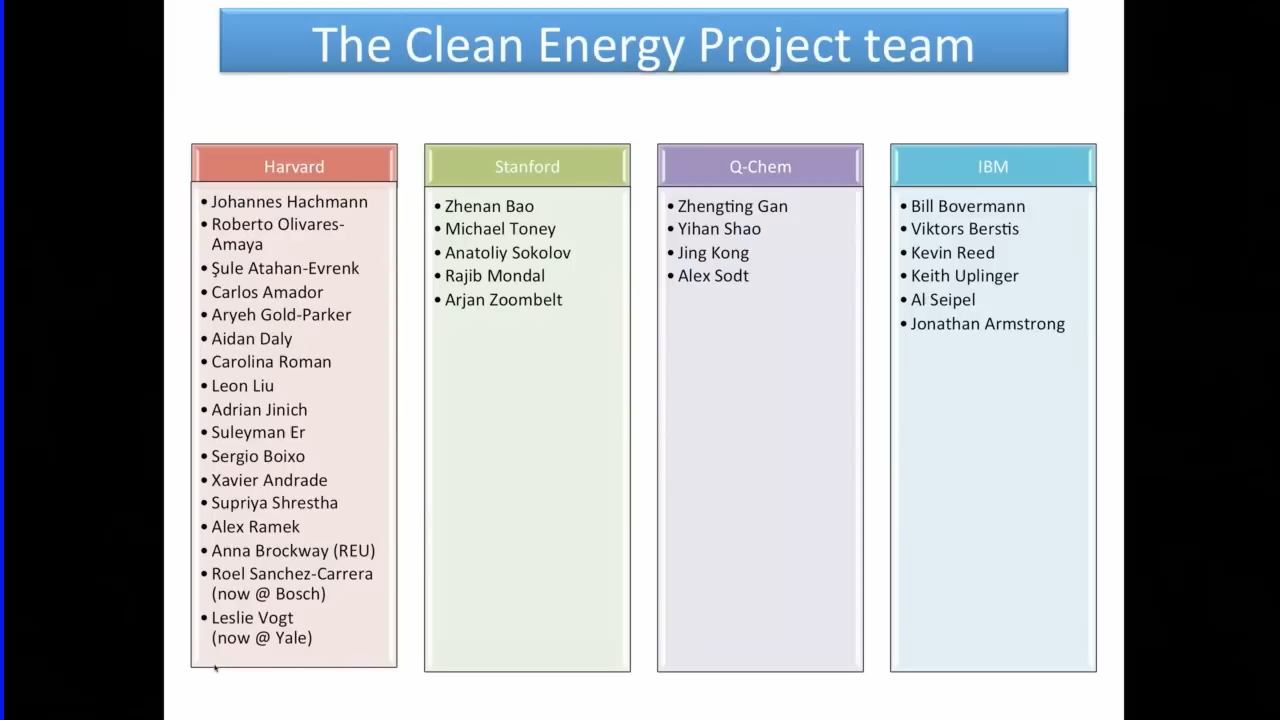 The Clean Energy Project team
Harvard
• Johannes Hachmann
• Roberto Olivares-
Amaya
• Şule Atahan-Evrenk
• Carlos Amador
• Aryeh Gold-Parker
• Aidan Daly
• Carolina Roman
• Leon Liu
• Adrian Jinich
• Suleyman Er
• Sergio Boixo
• Xavier Andrade
• Supriya Shrestha
• Alex Ramek
• Anna Brockway (REU)
• Roel Sanchez-Carrera
(now @ Bosch)
• Leslie Vogt
(now @ Yale)
Stanford
• Zhenan Bao
• Michael Toney
• Anatoliy Sokolov
• Rajib Mondal
• Arjan Zoombelt
Q-Chem
• Zhengting Gan
• Yihan Shao
• Jing Kong
• Alex Sodt
IBM
• Bill Bovermann
• Viktors Berstis
• Kevin Reed
• Keith Uplinger
• Al Seipel
• Jonathan Armstrong